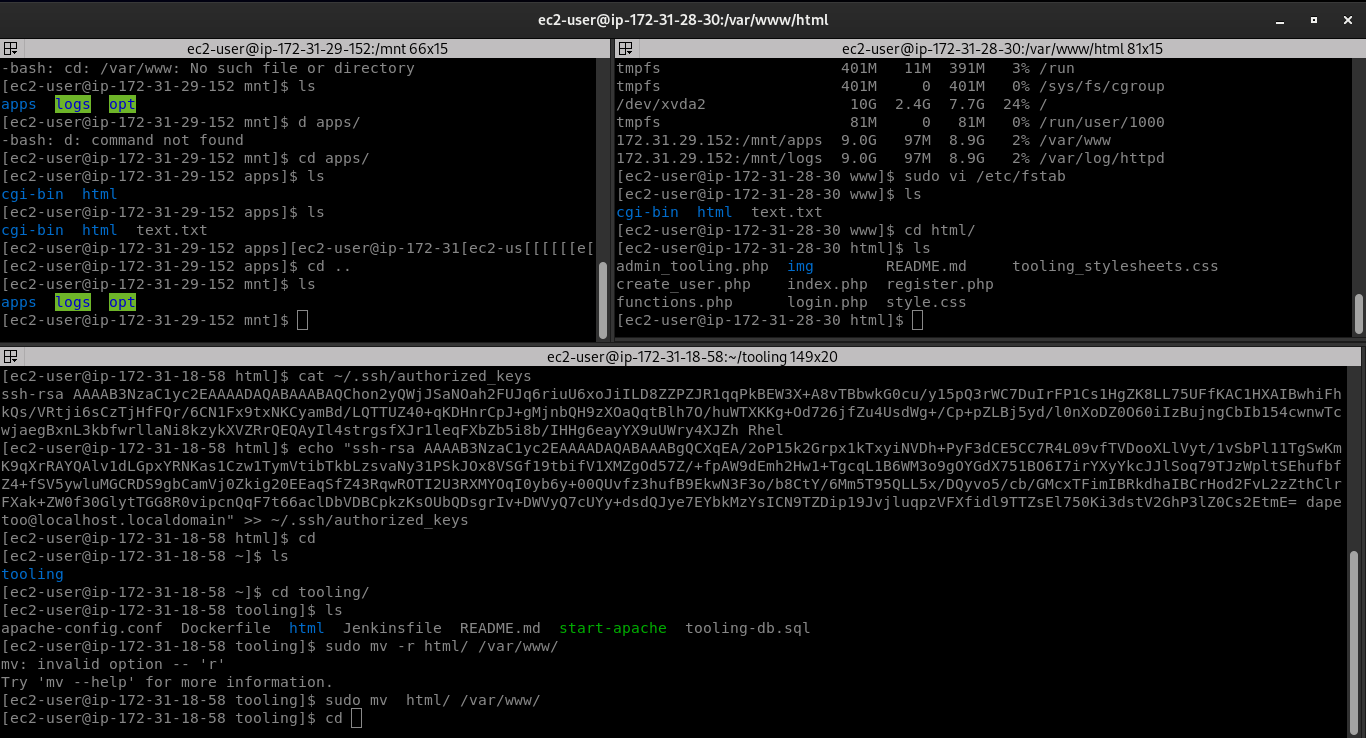 ec2-user@ip-172-31-28-30:/var/www/html
ec2-user@ip-172-31-29-152:/mnt 66x15
-bash: cd: /var/www: No such file or directory
[ec2-user@ip-172-31-29-152 mnt]$ ls
apps  logs  opt
[ec2-user@ip-172-31-29-152 mnt]$ d apps/
-bash: d: command not found
[ec2-user@ip-172-31-29-152 mnt]$ cd apps/
[ec2-user@ip-172-31-29-152 apps]$ ls
cgi-bin  html
[ec2-user@ip-172-31-29-152 apps]$ ls
cgi-bin  html  text.txt
[ec2-user@ip-172-31-29-152 apps][ec2-user@ip-172-31[ec2-us[[[[[[e[
[ec2-user@ip-172-31-29-152 apps]$ cd ..
[ec2-user@ip-172-31-29-152 mnt]$ ls
apps  logs  opt
[ec2-user@ip-172-31-29-152 mnt]$
ec2-user@ip-172-31-28-30:/var/www/html 81x15
tmpfs                    401M   11M  391M   3% /run
tmpfs                    401M     0  401M   0% /sys/fs/cgroup
/dev/xvda2                10G  2.4G  7.7G  24% /
tmpfs                     81M     0   81M   0% /run/user/1000
172.31.29.152:/mnt/apps  9.0G   97M  8.9G   2% /var/www
172.31.29.152:/mnt/logs  9.0G   97M  8.9G   2% /var/log/httpd
[ec2-user@ip-172-31-28-30 www]$ sudo vi /etc/fstab
[ec2-user@ip-172-31-28-30 www]$ ls
cgi-bin  html  text.txt
[ec2-user@ip-172-31-28-30 www]$ cd html/
[ec2-user@ip-172-31-28-30 html]$ ls
admin_tooling.php  img        README.md     tooling_stylesheets.css
create_user.php    index.php  register.php
functions.php      login.php  style.css
[ec2-user@ip-172-31-28-30 html]$
ec2-user@ip-172-31-18-58:~/tooling 149x20
[ec2-user@ip-172-31-18-58 html]$ cat ~/.ssh/authorized_keys
ssh-rsa AAAAB3NzaC1yc2EAAAADAQABAAABAQChon2yQWjJSaNOah2FUJq6riuU6xoJiILD8ZZPZJR1qqPkBEW3X+A8vTBbwkG0cu/y15pQ3rWC7DuIrFP1Cs1HgZK8LL75UFfKAC1HXAIBwhiFh
kQs/VRtji6sCzTjHfFQr/6CN1Fx9txNKCyamBd/LQTTUZ40+qKDHnrCpJ+gMjnbQH9zXOaQqtBlh7O/huWTXKKg+Od726jfZu4UsdWg+/Cp+pZLBj5yd/l0nXoDZ0O60iIzBujngCbIb154cwnwTc
wjaegBxnL3kbfwrllaNi8kzykXVZRrQEQAyIl4strgsfXJr1leqFXbZb5i8b/IHHg6eayYX9uUWry4XJZh Rhel
[ec2-user@ip-172-31-18-58 html]$ echo "ssh-rsa AAAAB3NzaC1yc2EAAAADAQABAAABgQCXqEA/2oP15k2Grpx1kTxyiNVDh+PyF3dCE5CC7R4L09vfTVDooXLlVyt/1vSbPl11TgSwKm
K9qXrRAYQAlv1dLGpxYRNKas1Czw1TymVtibTkbLzsvaNy31PSkJOx8VSGf19tbifV1XMZgOd57Z/+fpAW9dEmh2Hw1+TgcqL1B6WM3o9gOYGdX751BO6I7irYXyYkcJJlSoq79TJzWpltSEhufbf
Z4+fSV5ywluMGCRDS9gbCamVj0Zkig20EEaqSfZ43RqwROTI2U3RXMYOqI0yb6y+00QUvfz3hufB9EkwN3F3o/b8CtY/6Mm5T95QLL5x/DQyvo5/cb/GMcxTFimIBRkdhaIBCrHod2FvL2zZthClr
FXak+ZW0f30GlytTGG8R0vipcnQqF7t66aclDbVDBCpkzKsOUbQDsgrIv+DWVyQ7cUYy+dsdQJye7EYbkMzYsICN9TZDip19JvjluqpzVFXfidl9TTZsEl750Ki3dstV2GhP3lZ0Cs2EtmE= dape
too@localhost.localdomain" >> ~/.ssh/authorized_keys
[ec2-user@ip-172-31-18-58 html]$ cd
[ec2-user@ip-172-31-18-58 ~]$ ls
tooling
[ec2-user@ip-172-31-18-58 ~]$ cd tooling/
[ec2-user@ip-172-31-18-58 tooling]$ ls
apache-config.conf  Dockerfile  html  Jenkinsfile  README.md  start-apache  tooling-db.sql
[ec2-user@ip-172-31-18-58 tooling]$ sudo mv -r html/ /var/www/
mv: invalid option -- 'r'
Try 'mv --help' for more information.
[ec2-user@ip-172-31-18-58 tooling]$ sudo mv  html/ /var/www/
[ec2-user@ip-172-31-18-58 tooling]$ cd